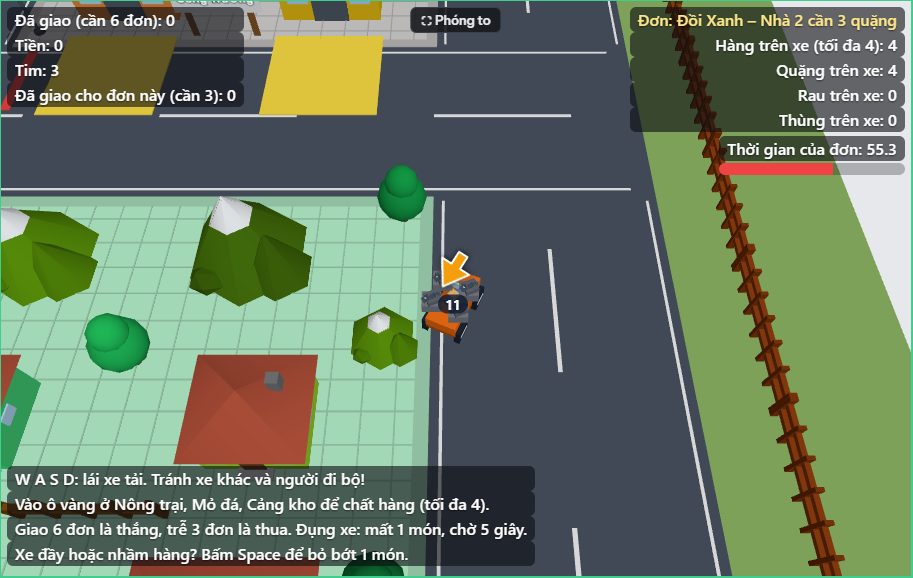 Đã giao (cần 6 đơn): 0
Tiền: 0
Tim: 3
Đã giao cho đơn này (cần 3): 0
Phóng to
Đơn: Đồi Xanh – Nhà 2 cần 3 quặng
Hàng trên xe (tối đa 4): 4
Quặng trên xe: 4
Rau trên xe: 0
Thùng trên xe: 0
Thời gian của đơn: 55.3
11
W A S D: lái xe tải. Tránh xe khác và người đi bộ!
Vào ô vàng ở Nông trại, Mỏ đá, Cảng kho để chất hàng (tối đa 4).
Giao 6 đơn là thắng, trễ 3 đơn là thua. Đụng xe: mất 1 món, chờ 5 giây.
Xe đầy hoặc nhầm hàng? Bấm Space để bỏ bớt 1 món.